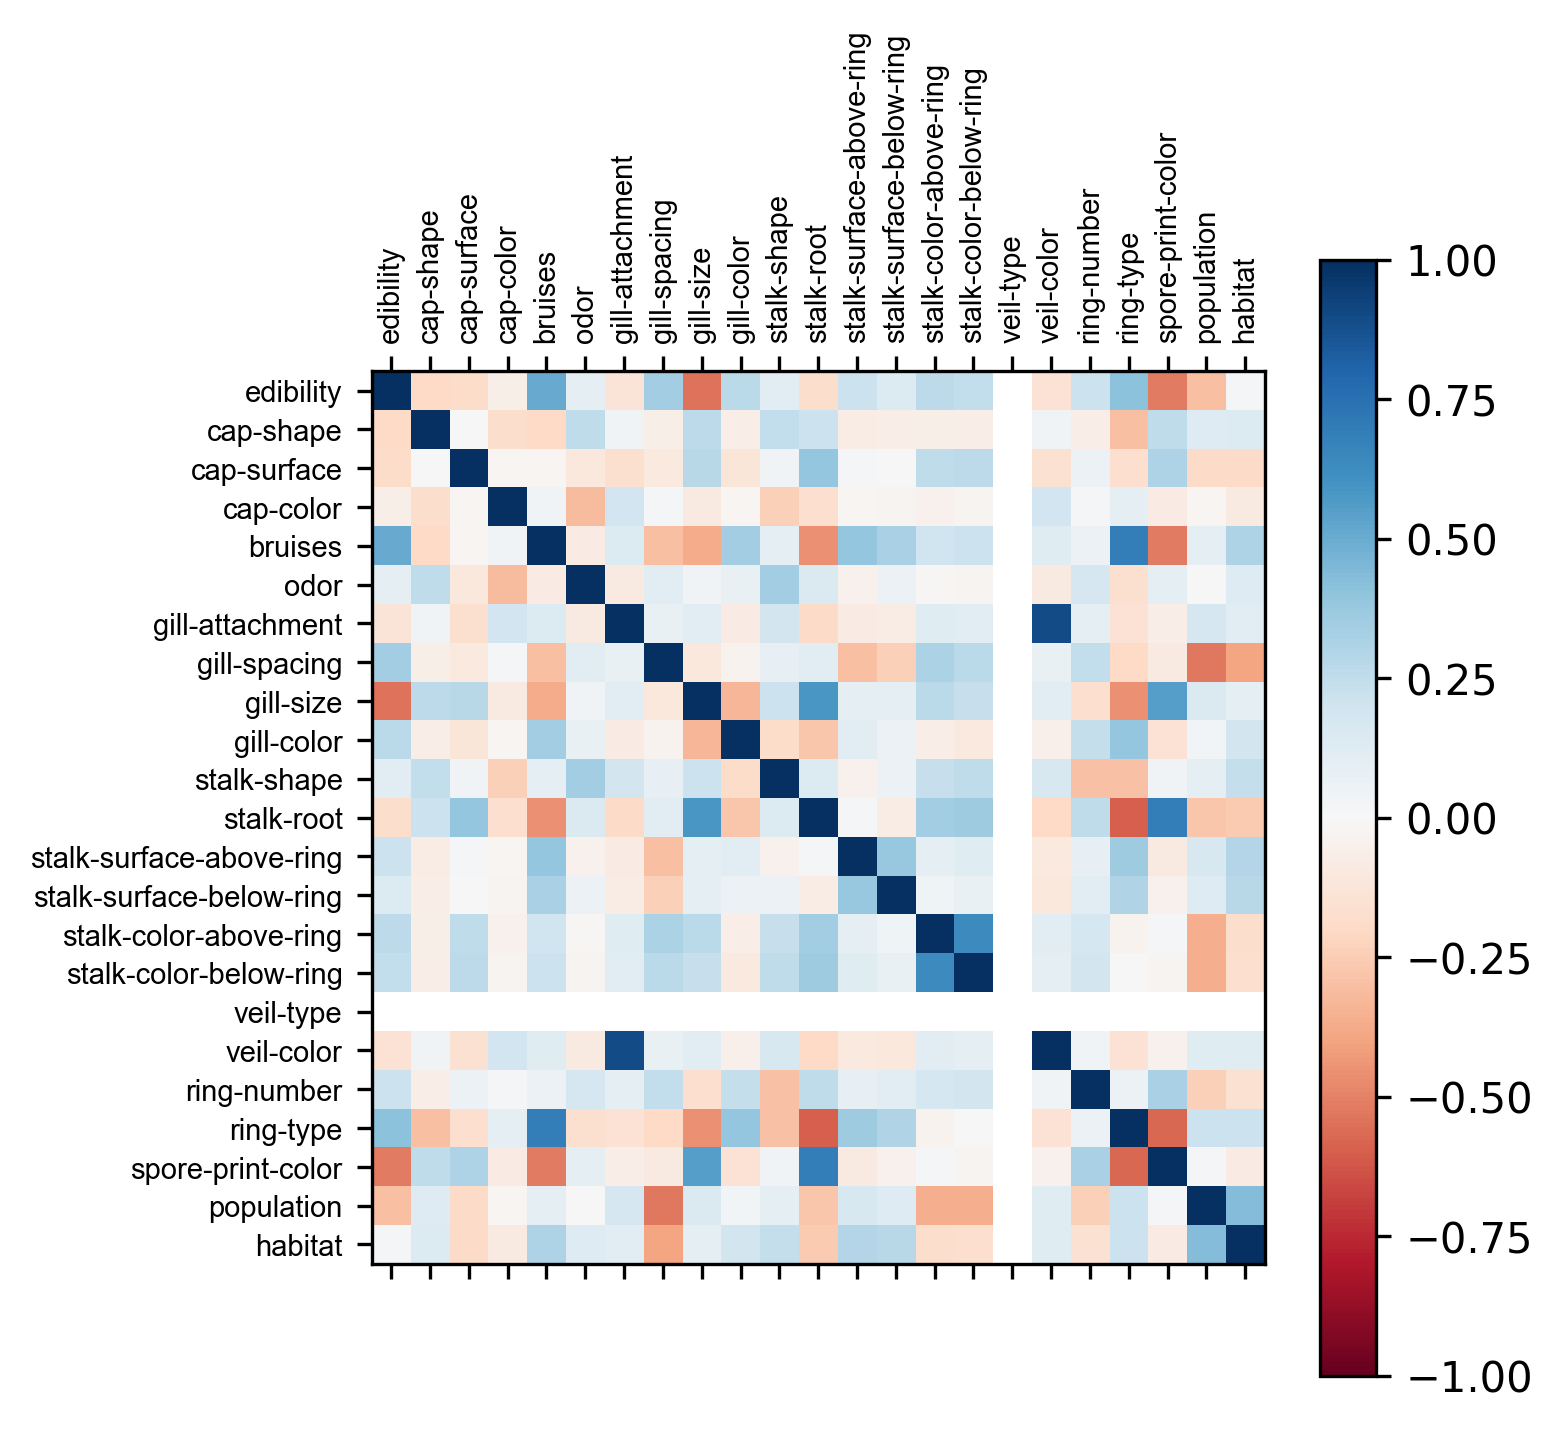 edibility
cap-shape
cap-surface
cap-color
bruises
odor
gill-attachment
gill-spacing
gill-size
gill-color
stalk-shape
stalk-root
stalk-surface-above-ring
stalk-surface-below-ring
stalk-color-above-ring
stalk-color-below-ring
veil-type
veil-color
ring-number
ring-type
spore-print-color
population
habitat
edibility
cap-shape
cap-surface
cap-color
bruises
odor
gill-attachment
gill-spacing
gill-size
gill-color
stalk-shape
stalk-root
stalk-surface-above-ring
stalk-surface-below-ring
stalk-color-above-ring
stalk-color-below-ring
veil-type
veil-color
ring-number
ring-type
spore-print-color
population
habitat
1.00
0.75
0.50
0.25
0.00
−0.25
−0.50
−0.75
−1.00